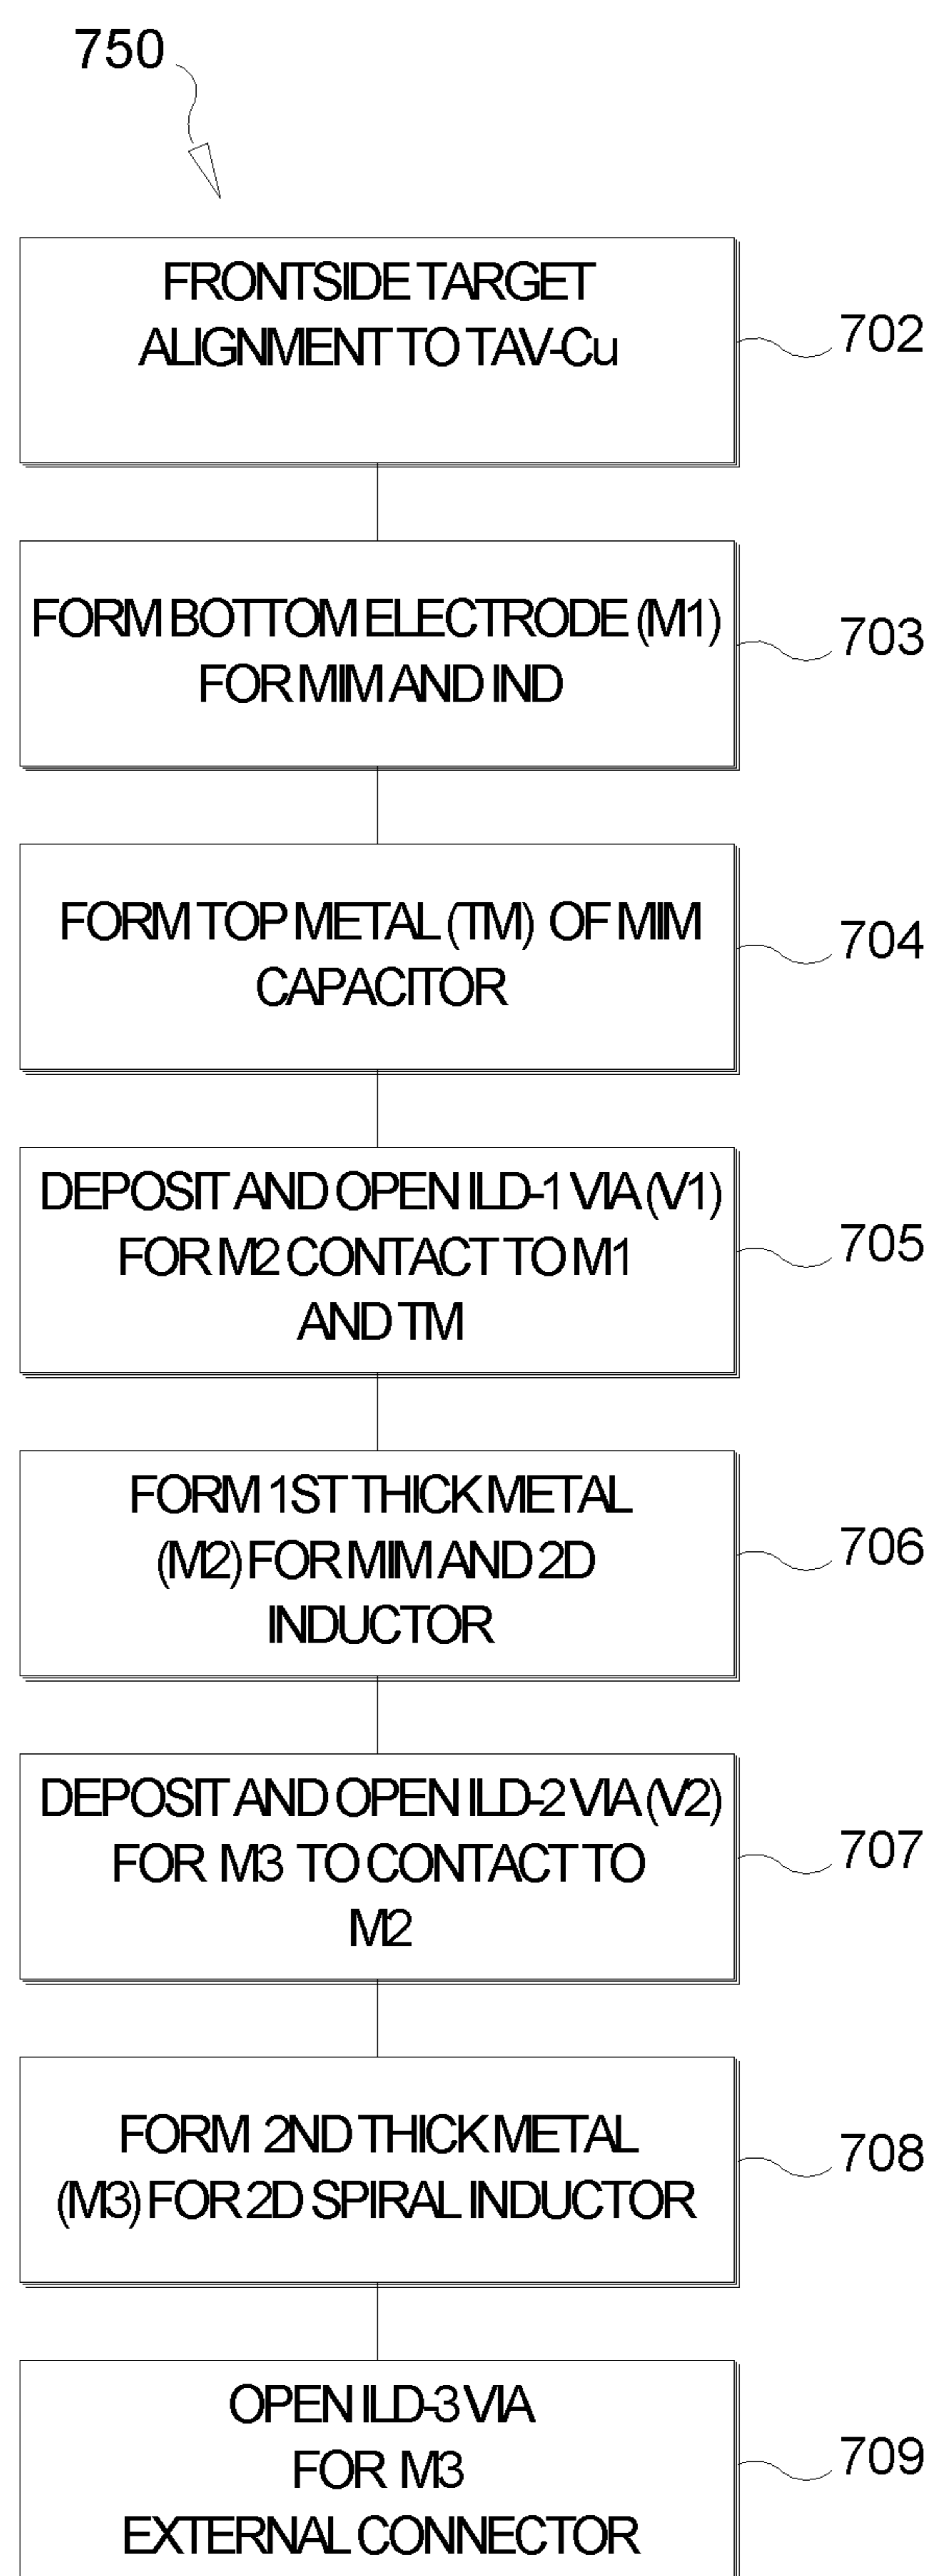 750
FRONTSIDE TARGET
ALIGNMENT TO TAV-Cu
702
FORM BOTTOM ELECTRODE (M1)
FOR MIM AND IND
703
FORM TOP METAL (TM) OF MIM
CAPACITOR
704
DEPOSIT AND OPEN ILD-1 VIA (V1)
FOR M2 CONTACT TO M1
AND TM
705
FORM 1ST THICK METAL
(M2) FOR MIM AND 2D
INDUCTOR
706
DEPOSIT AND OPEN ILD-2 VIA (V2)
FOR M3 TO CONTACT TO
M2
707
FORM 2ND THICK METAL
(M3) FOR 2D SPIRAL INDUCTOR
708
OPEN ILD-3 VIA
FOR M3
EXTERNAL CONNECTOR
709